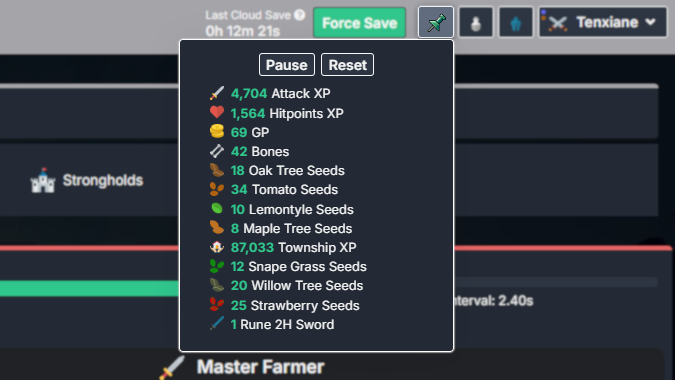 Last Cloud Save
0h 12m 21s
Force Save
Tenxiane
Pause
Reset
4,704 Attack XP
1,564 Hitpoints XP
69 GP
42 Bones
18 Oak Tree Seeds
34 Tomato Seeds
10 Lemontyle Seeds
8 Maple Tree Seeds
87,033 Township XP
12 Snape Grass Seeds
20 Willow Tree Seeds
25 Strawberry Seeds
1 Rune 2H Sword
Strongholds
nterval: 2.40s
Master Farmer